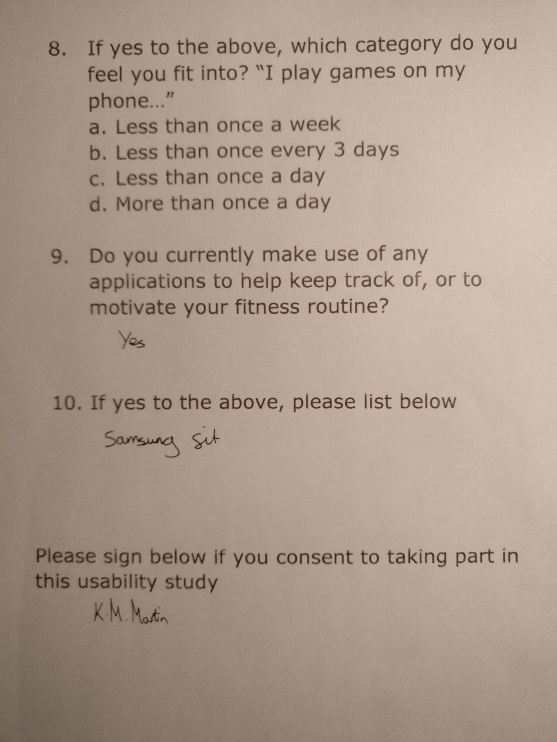 8. If yes to the above, which category do you
feel you fit into? "I play games on my
phone..."
a. Less than once a week
b. Less than once every 3 days
c. Less than once a day
d. More than once a day
9. Do you currently make use of any
applications to help keep track of, or to
motivate your fitness routine?
Yes
10. If yes to the above, please list below
Samsung git
Please sign below if you consent to taking part in
this usability study
K.M. Martin